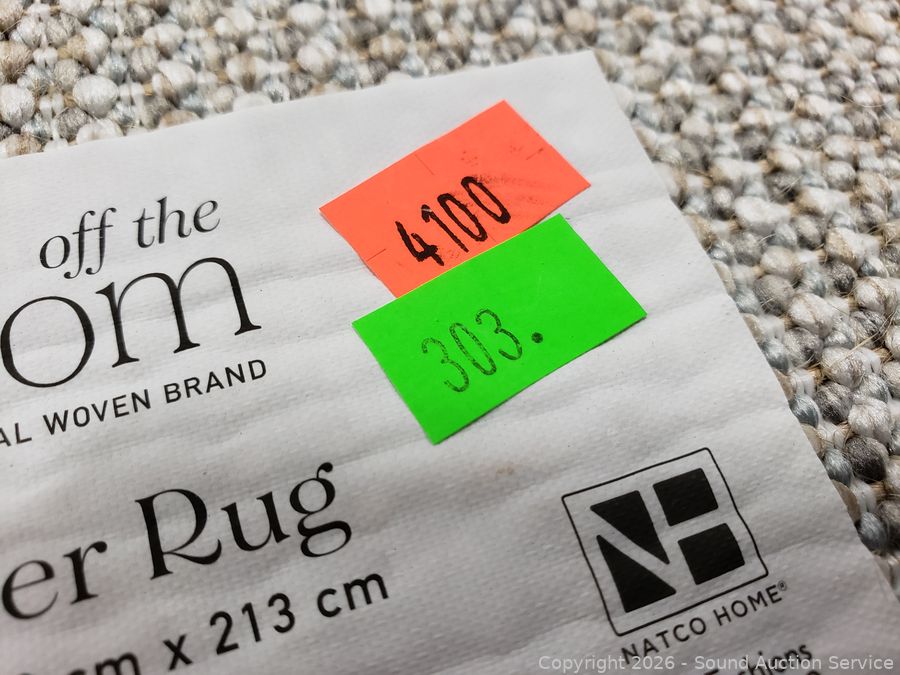 off the
om
AL WOVEN BRAND
4100
303.
er Rug
cm x 213 cm
NATCO HOME®
Copyright 2026 - Sound Auction Service